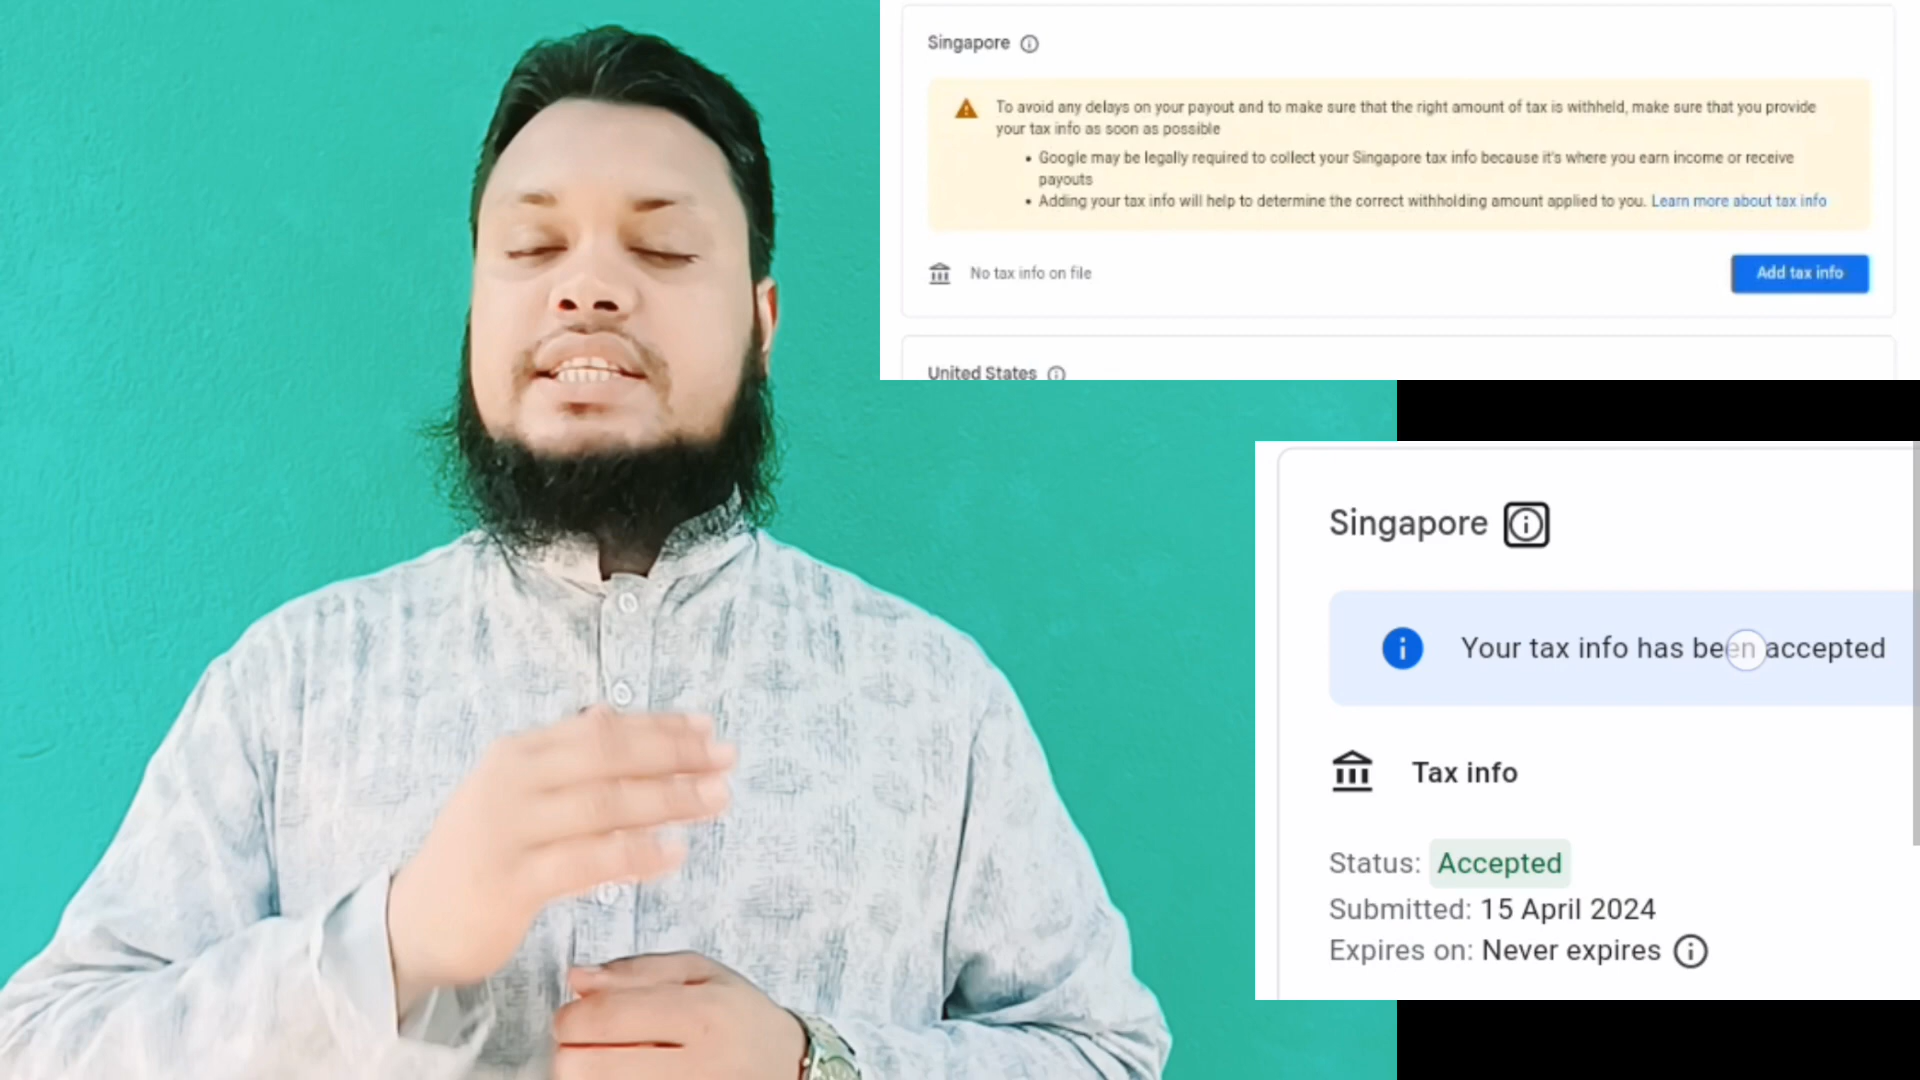 Singapore
To avoid any delays on your payout and to make sure that the right amount of tax is withheld, make sure that you provide
your tax info as soon as possible
• Google may be legally required to collect your Singapore tax info because it's where you earn income or receive
payouts
• Adding your tax info will help to determine the correct withholding amount applied to you. Learn more about tax info
No tax info on file
Add tax info
United States
Singapore
Your tax info has been accepted
Tax info
Status: Accepted
Submitted: 15 April 2024
Expires on: Never expires